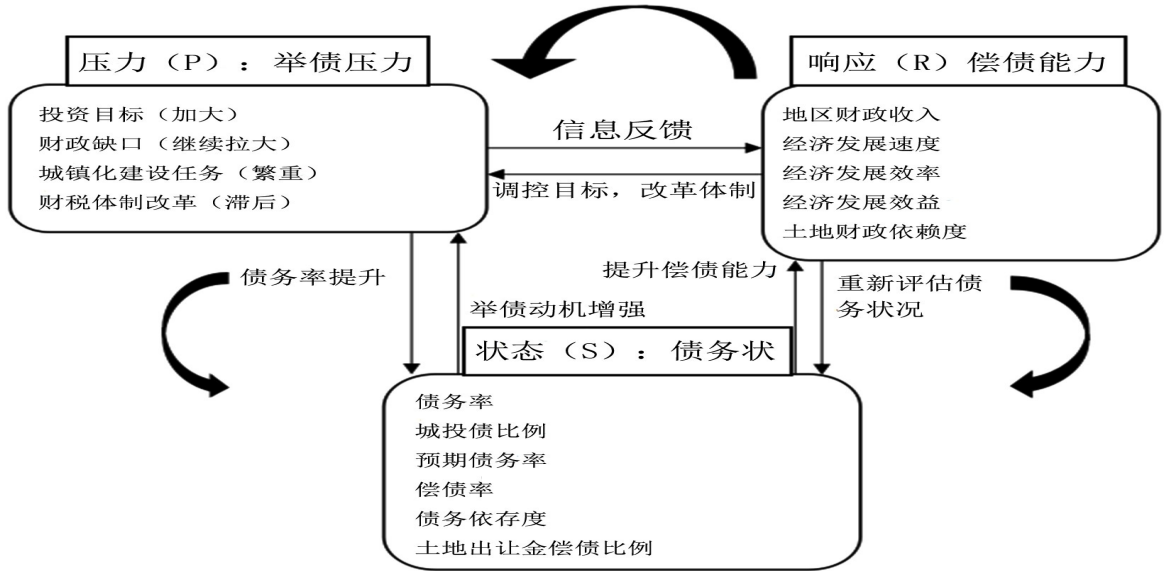 压力（P）：举债压力
投资目标（加大）
财政缺口（继续拉大）
城镇化建设任务（繁重）
财税体制改革（滞后）
信息反馈
调控目标，改革体制
响应（R）偿债能力
地区财政收入
经济发展速度
经济发展效率
经济发展效益
土地财政依赖度
债务率提升
举债动机增强
提升偿债能力
重新评估债
务状况
状态（S）：债务状
债务率
城投债比例
预期债务率
偿债率
债务依存度
土地出让金偿债比例